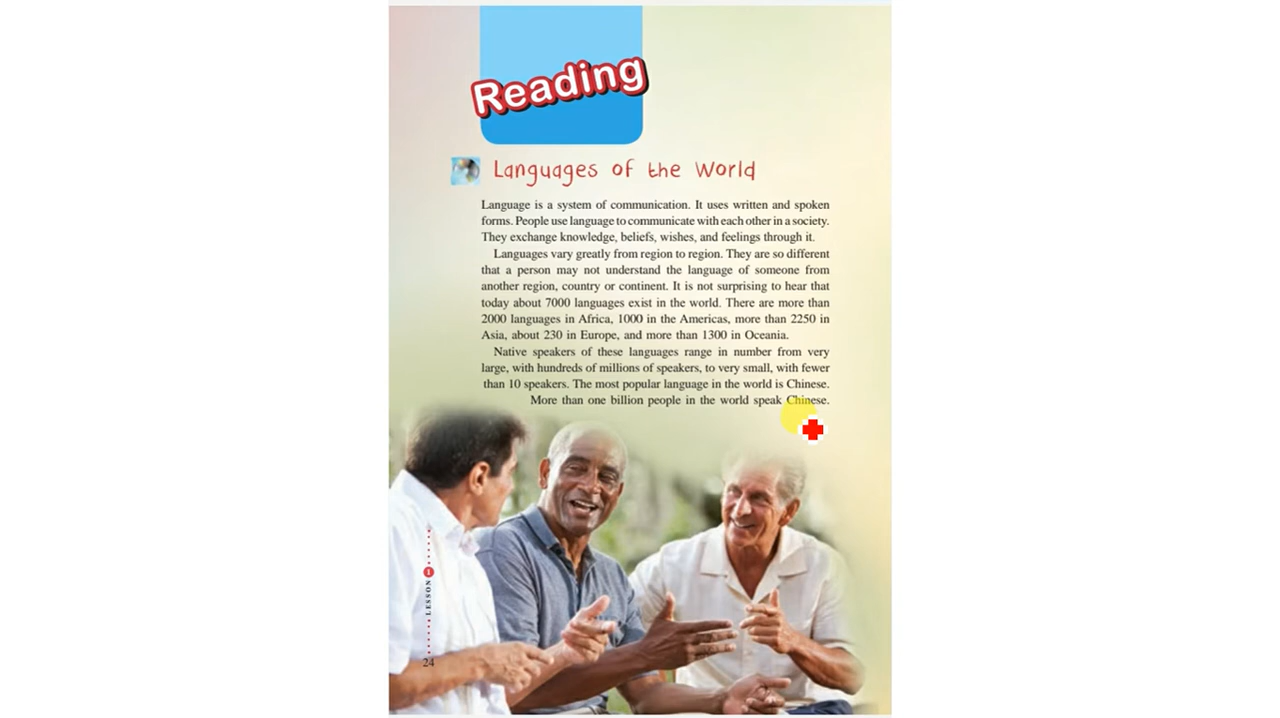 Reading
Languages of the World
Language is a system of communication. It uses written and spoken
forms. People use language to communicate with each other in a society.
They exchange knowledge, beliefs, wishes, and feelings through it.
Languages vary greatly from region to region. They are so different
that a person may not understand the language of someone from
another region, country or continent. It is not surprising to hear that
today about 7000 languages exist in the world. There are more than
2000 languages in Africa, 1000 in the Americas, more than 2250 in
Asia, about 230 in Europe, and more than 1300 in Oceania.
Native speakers of these languages range in number from very
large, with hundreds of millions of speakers, to very small, with fewer
than 10 speakers. The most popular language in the world is Chinese.
More than one billion people in the world speak Chinese.
LESSON 1
24